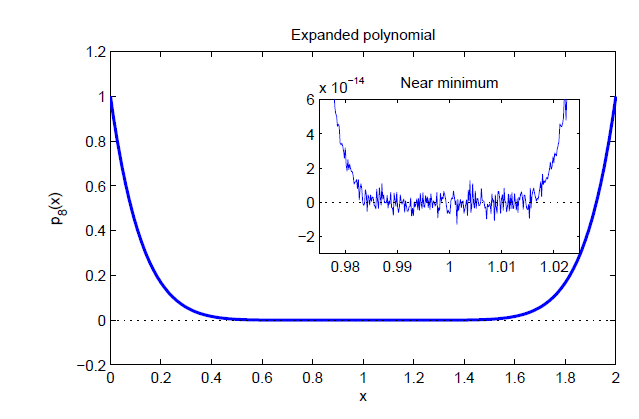 Expanded polynomial
1.2
1
0.8
0.6
0.4
0.2
0
−0.2
p8(x)
x 10−14
Near minimum
6
4
2
0
−2
0.98 0.99 1 1.01 1.02
0 0.2 0.4 0.6 0.8 1 1.2 1.4 1.6 1.8 2
x